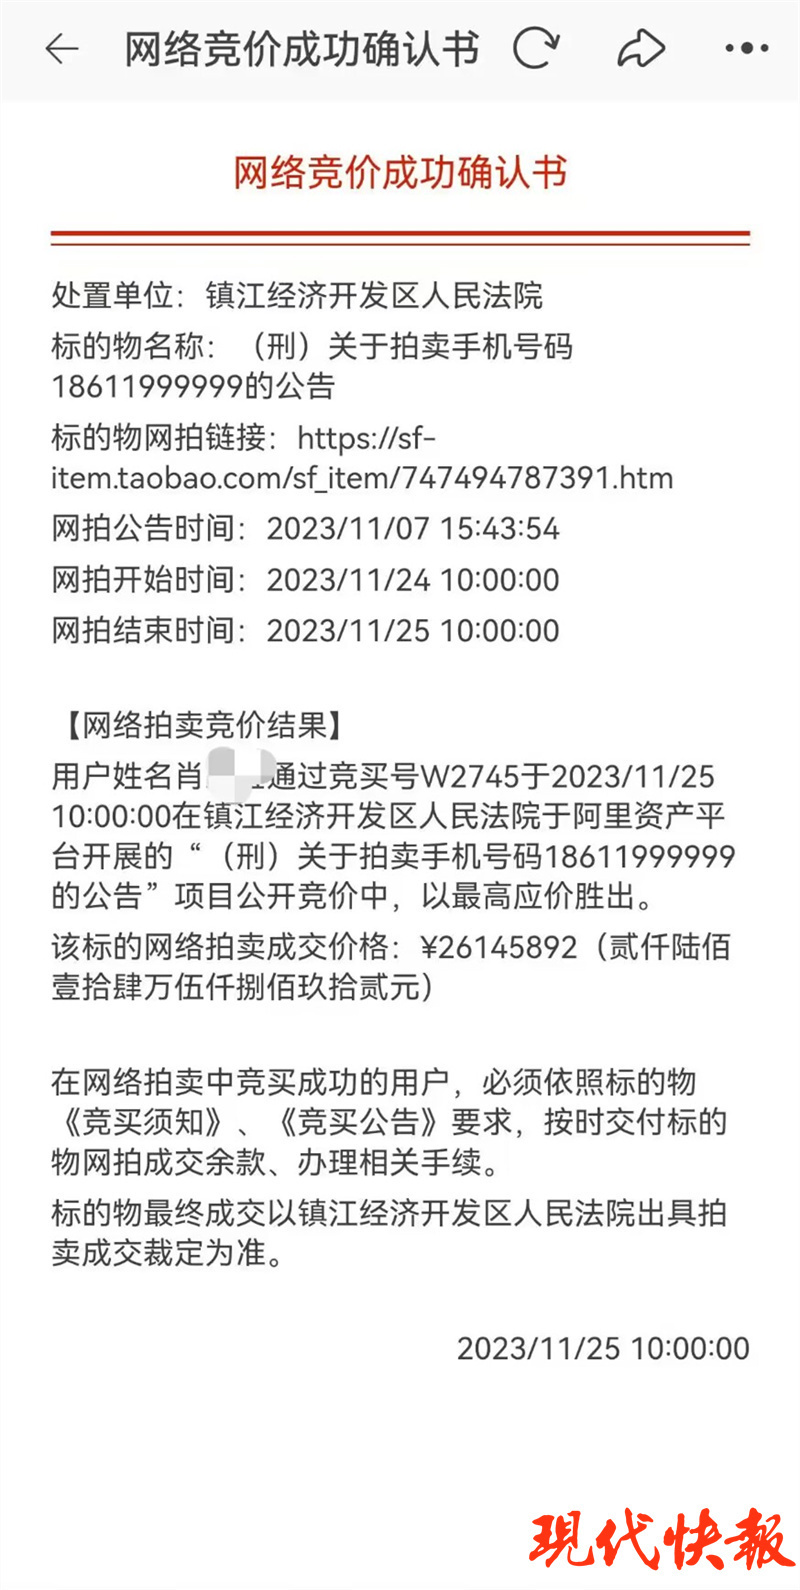 网络竞价成功确认书
网络竞价成功确认书
处置单位：镇江经济开发区人民法院
标的物名称：（刑）关于拍卖手机号码
18611999999的公告
标的物网拍链接：https://sf-
item.taobao.com/sf_item/747494787391.htm
网拍公告时间：2023/11/07 15:43:54
网拍开始时间：2023/11/24 10:00:00
网拍结束时间：2023/11/25 10:00:00
【网络拍卖竞价结果】
用户姓名肖 通过竞买号W2745于2023/11/25
10:00:00在镇江经济开发区人民法院于阿里资产平
台开展的“（刑）关于拍卖手机号码18611999999
的公告”项目公开竞价中，以最高应价胜出。
该标的网络拍卖成交价格：¥26145892（贰仟陆佰
壹拾肆万伍仟捌佰玖拾贰元）
在网络拍卖中竞买成功的用户，必须依照标的物
《竞买须知》、《竞买公告》要求，按时交付标的
物网拍成交余款、办理相关手续。
标的物最终成交以镇江经济开发区人民法院出具拍
卖成交裁定为准。
2023/11/25 10:00:00
现代快報